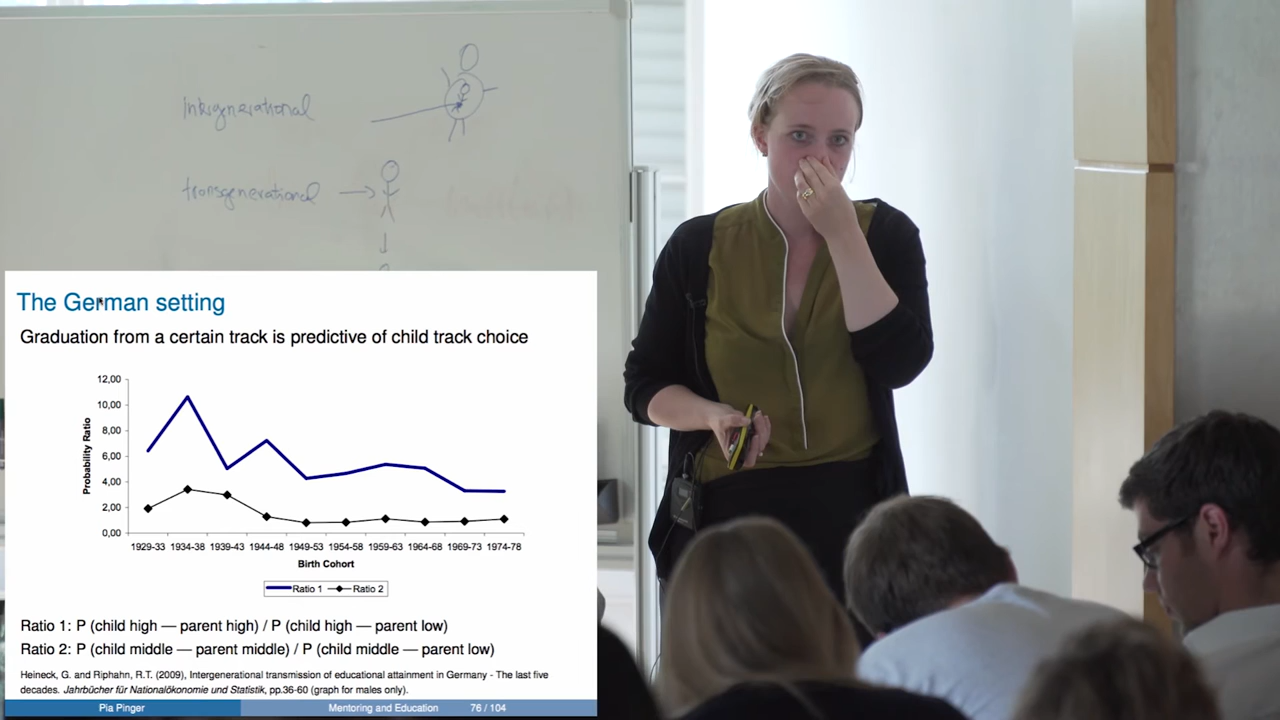 intergenerational
transgenerational
The German setting
Graduation from a certain track is predictive of child track choice
12,00
10,00
8,00
6,00
4,00
2,00
0,00
Probability Ratio
1929-33 1934-38 1939-43 1944-48 1949-53 1954-58 1959-63 1964-68 1969-73 1974-78
Birth Cohort
Ratio 1 Ratio 2
Ratio 1: P (child high — parent high) / P (child high — parent low)
Ratio 2: P (child middle — parent middle) / P (child middle — parent low)
Heineck, G. and Riphahn, R.T. (2009), Intergenerational transmission of educational attainment in Germany - The last five
decades. Jahrbücher für Nationalökonomie und Statistik, pp.36-60 (graph for males only).
Pia Pinger Mentoring and Education 76 / 104